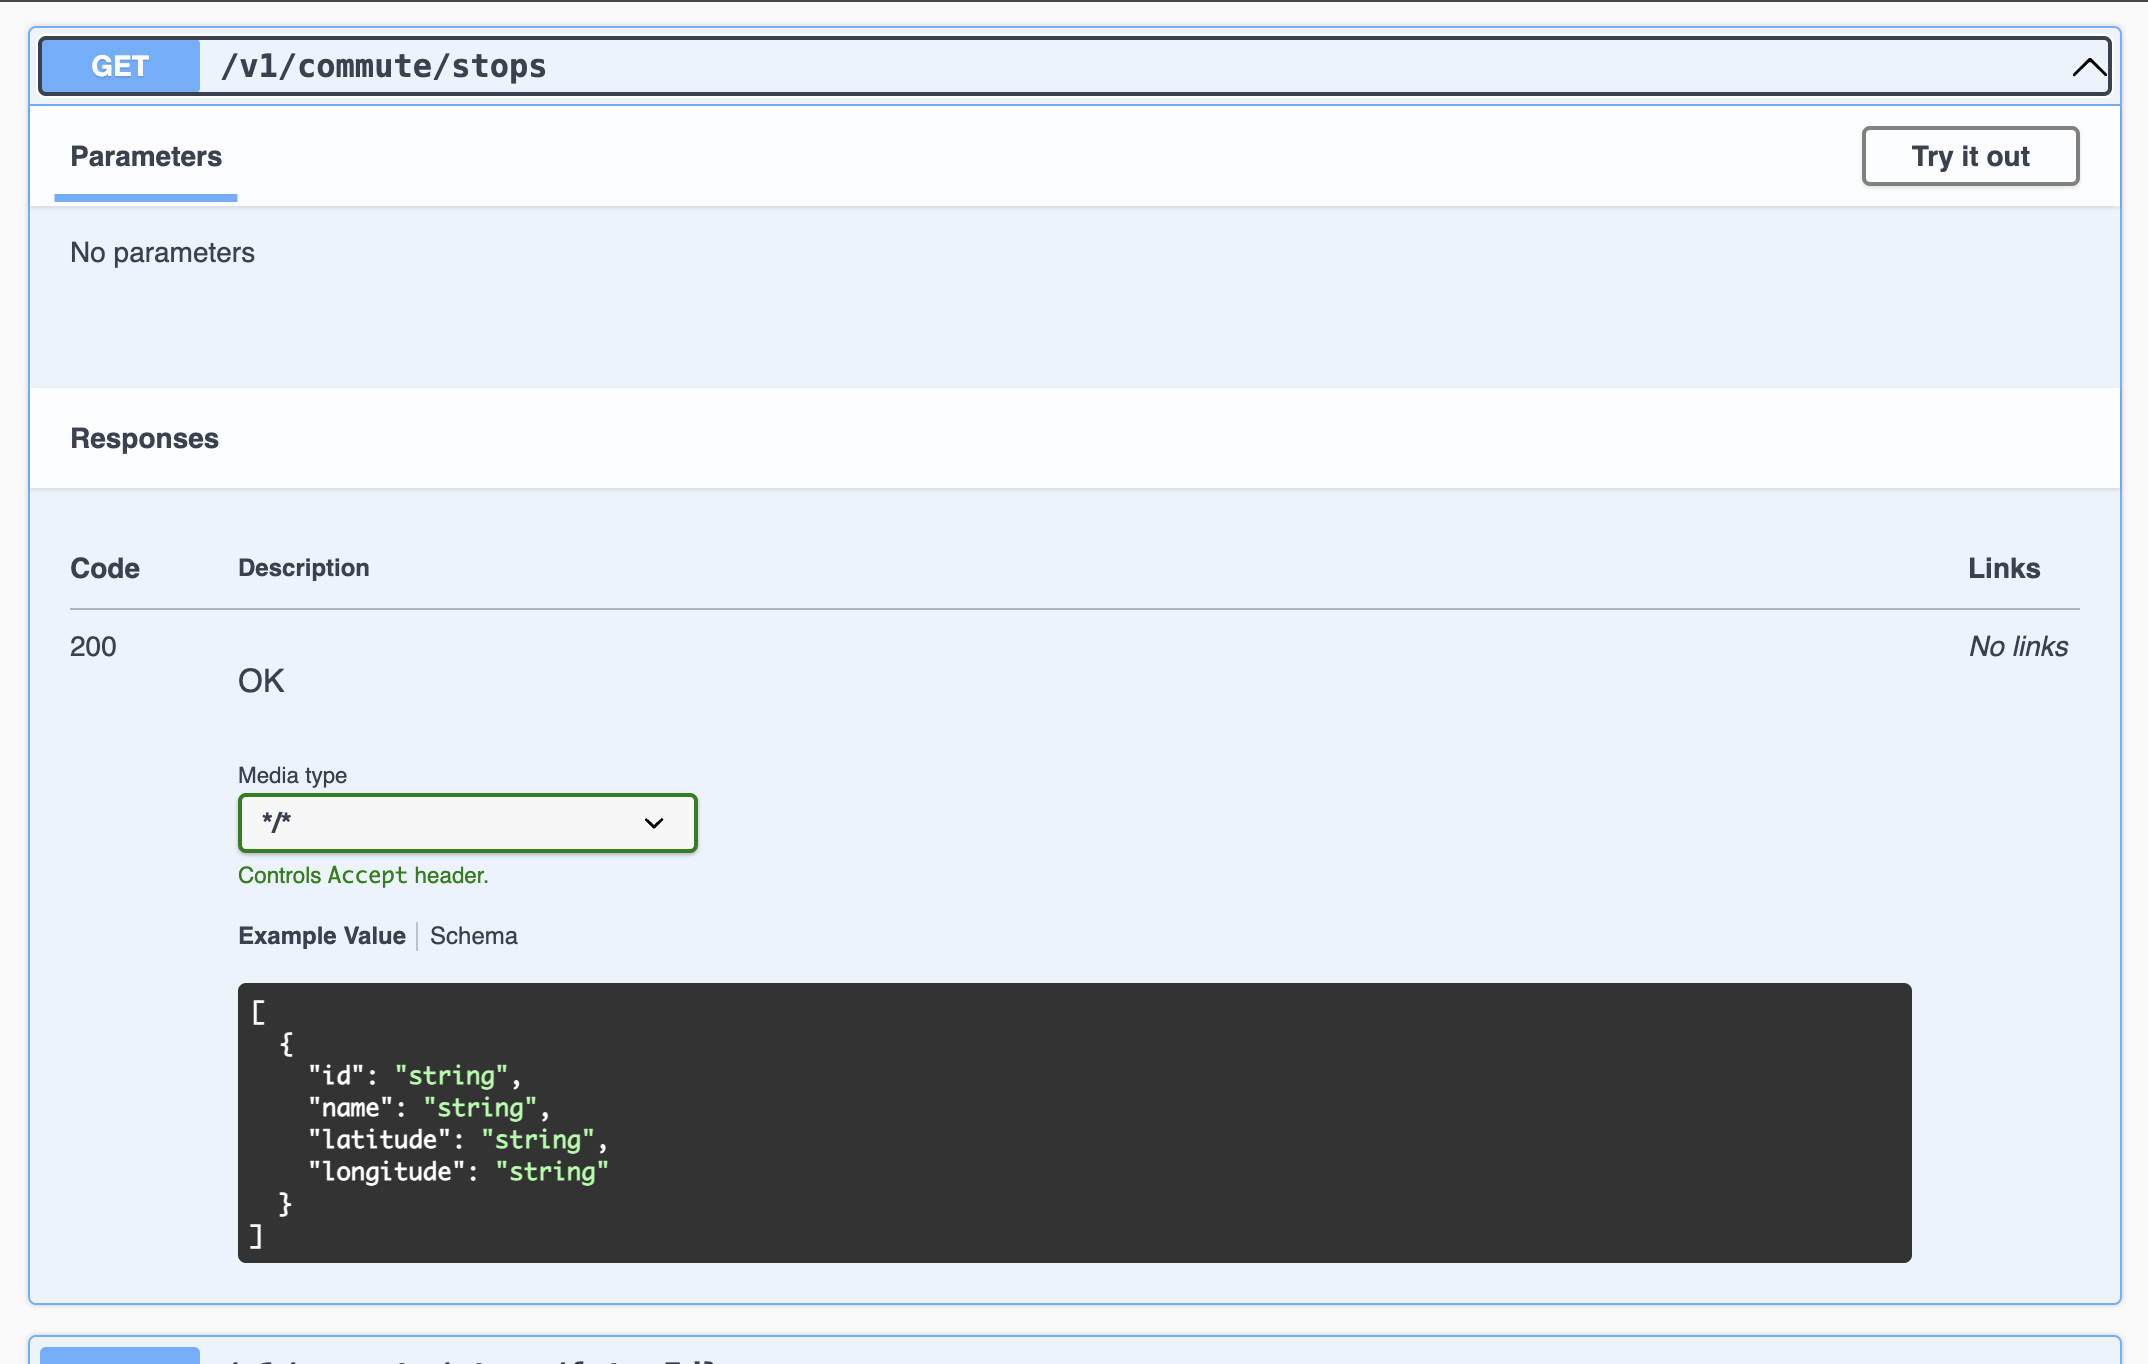 GET /v1/commute/stops
Parameters
Try it out
No parameters
Responses
Code Description Links
200
OK
No links
Media type
*/*
Controls Accept header.
Example Value Schema
[
  {
    "id": "string",
    "name": "string",
    "latitude": "string",
    "longitude": "string"
  }
]